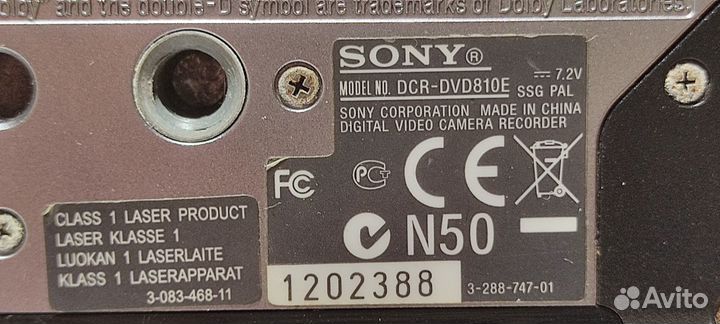 olby" and the double-D symbol are trademarks of Dolby Laboratories.
SONY®
MODEL NO. DCR-DVD810E
7.2V
SSG PAL
SONY CORPORATION MADE IN CHINA
DIGITAL VIDEO CAMERA RECORDER
FC PCT CE
N50
1202388
3-288-747-01
CLASS 1 LASER PRODUCT
LASER KLASSE 1
LUOKAN 1 LASERLAITE
KLASS 1 LASERAPPARAT
3-083-468-11
Avito